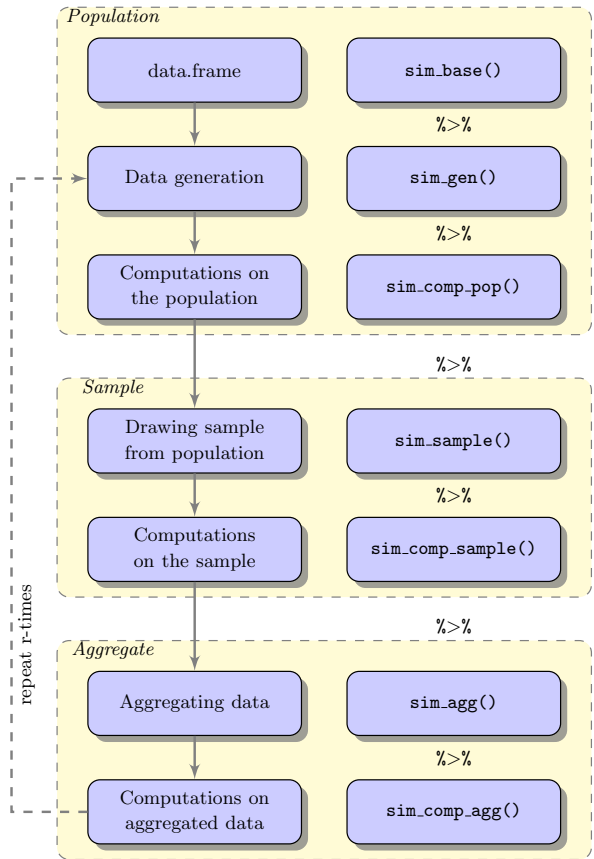 Population
data.frame
sim_base()
%>%
Data generation
sim_gen()
%>%
Computations on
the population
sim_comp_pop()
%>%
Sample
Drawing sample
from population
sim_sample()
%>%
Computations
on the sample
sim_comp_sample()
%>%
Aggregate
Aggregating data
sim_agg()
%>%
Computations on
aggregated data
sim_comp_agg()
repeat r-times